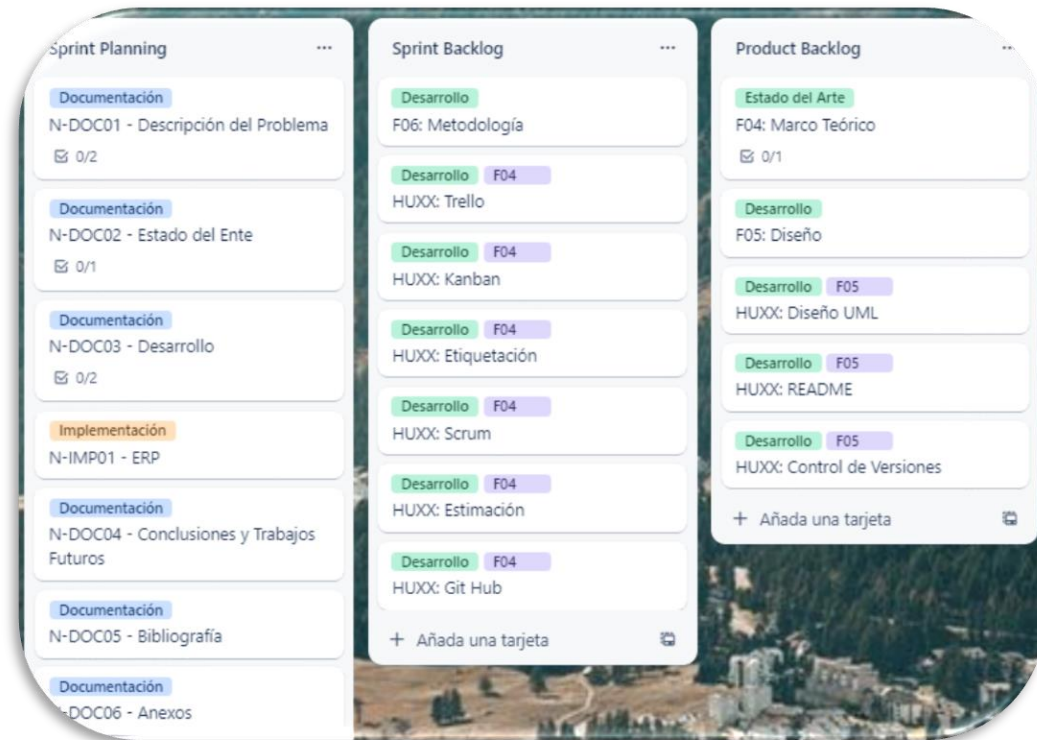 Sprint Planning
Documentación
N-DOC01 - Descripción del Problema
0/2
Documentación
N-DOC02 - Estado del Ente
0/1
Documentación
N-DOC03 - Desarrollo
0/2
Implementación
N-IMP01 - ERP
Documentación
N-DOC04 - Conclusiones y Trabajos
Futuros
Documentación
N-DOC05 - Bibliografía
Documentación
N-DOC06 - Anexos
Sprint Backlog
Desarrollo
F06: Metodología
Desarrollo F04
HUXX: Trello
Desarrollo F04
HUXX: Kanban
Desarrollo F04
HUXX: Etiquetación
Desarrollo F04
HUXX: Scrum
Desarrollo F04
HUXX: Estimación
Desarrollo F04
HUXX: Git Hub
+ Añada una tarjeta
Product Backlog
Estado del Arte
F04: Marco Teórico
0/1
Desarrollo
F05: Diseño
Desarrollo F05
HUXX: Diseño UML
Desarrollo F05
HUXX: README
Desarrollo F05
HUXX: Control de Versiones
+ Añada una tarjeta